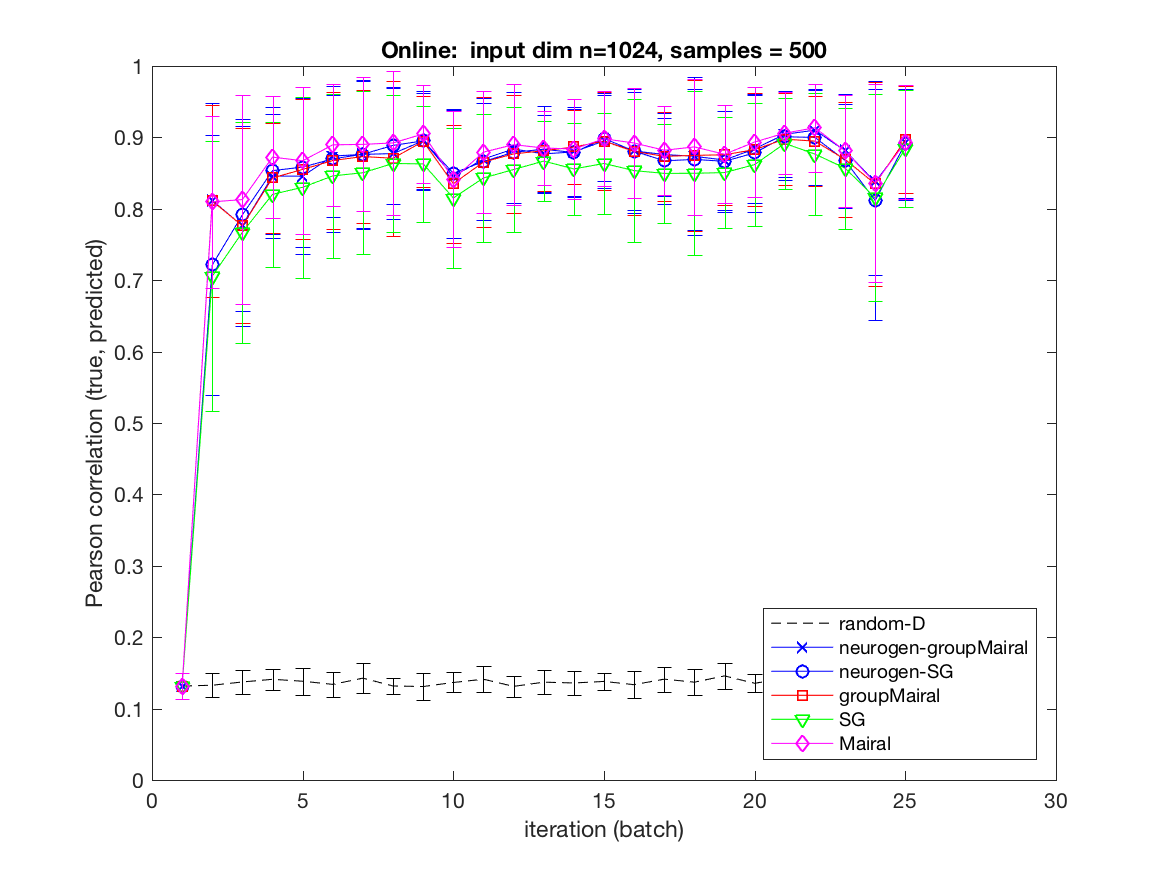 Online: input dim n=1024, samples = 500
Pearson correlation (true, predicted)
1
0.9
0.8
0.7
0.6
0.5
0.4
0.3
0.2
0.1
0
random-D
neurogen-groupMairal
neurogen-SG
groupMairal
SG
Mairal
0
5
10
15
20
25
30
iteration (batch)